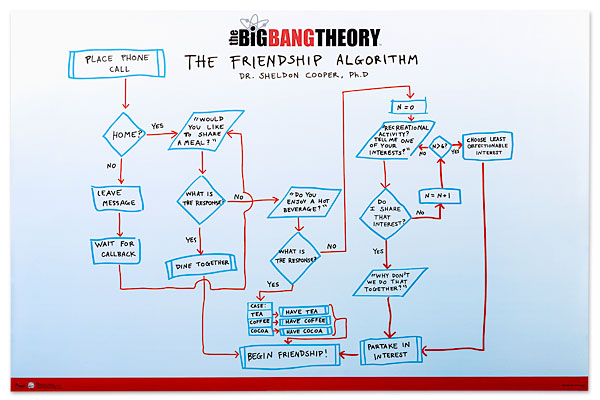 the BIGBANG THEORY
THE FRIENDSHIP ALGORITHM
DR. SHELDON COOPER, Ph.D
PLACE PHONE
CALL
HOME?
YES
NO
LEAVE
MESSAGE
WAIT FOR
CALLBACK
"WOULD
YOU LIKE
TO SHARE
A MEAL?"
WHAT IS
THE RESPONSE?
NO
YES
DINE TOGETHER
"DO YOU
ENJOY A HOT
BEVERAGE?"
WHAT IS
THE RESPONSE?
NO
YES
CASE:
TEA
HAVE TEA
COFFEE
HAVE COFFEE
COCOA
HAVE COCOA
BEGIN FRIENDSHIP!
N=0
"RECREATIONAL
ACTIVITY?
TELL ME ONE
OF YOUR
INTERESTS?"
NO
N>6?
YES
CHOOSE LEAST
OBJECTIONABLE
INTEREST
N=N+1
DO
I SHARE
THAT
INTEREST?
NO
YES
"WHY DON'T
WE DO THAT
TOGETHER?"
PARTAKE IN
INTEREST